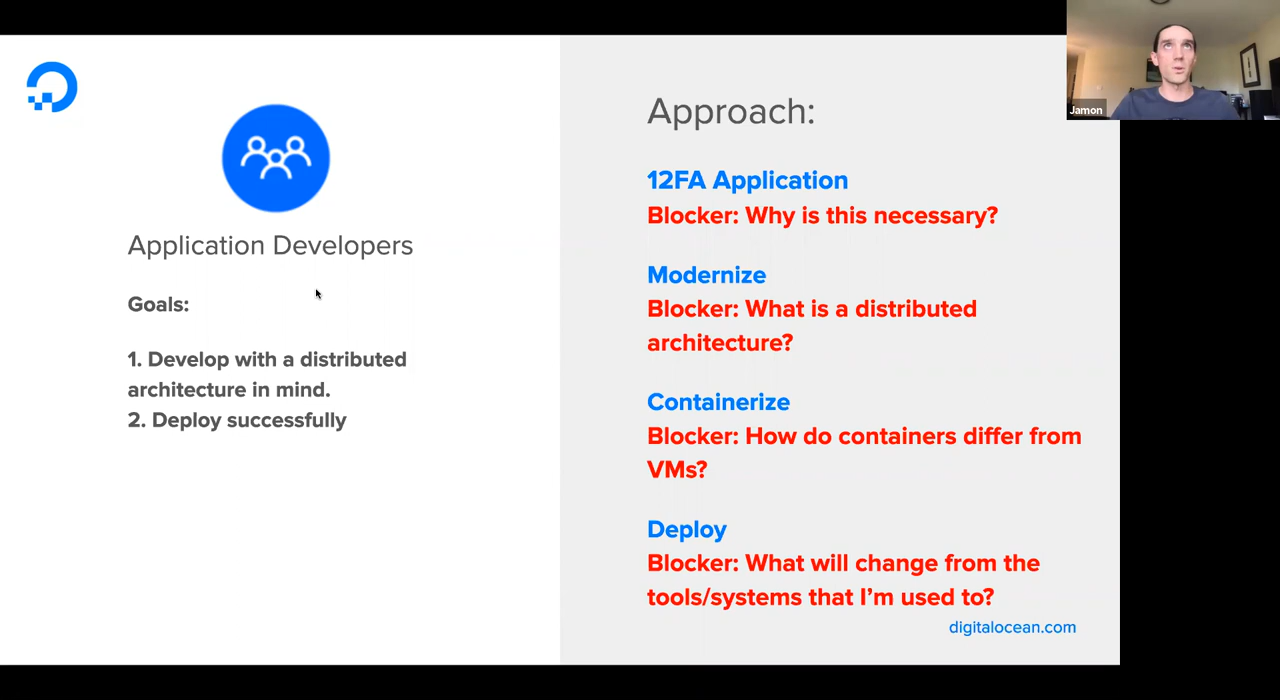 Application Developers
Goals:
1. Develop with a distributed
architecture in mind.
2. Deploy successfully
Approach:
12FA Application
Blocker: Why is this necessary?
Modernize
Blocker: What is a distributed
architecture?
Containerize
Blocker: How do containers differ from
VMs?
Deploy
Blocker: What will change from the
tools/systems that I’m used to?
digitalocean.com
Jamon